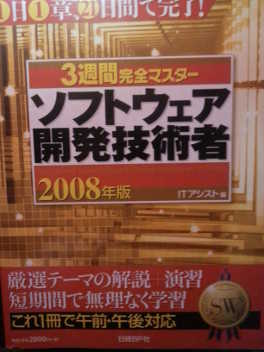 1日1章、21日間で完了!
3週間完全マスター
ソフトウェア
開発技術者
2008年版
ITアシスト 編
厳選テーマの解説+演習
短期間で無理なく学習
これ1冊で午前・午後対応
SW
日経BP社